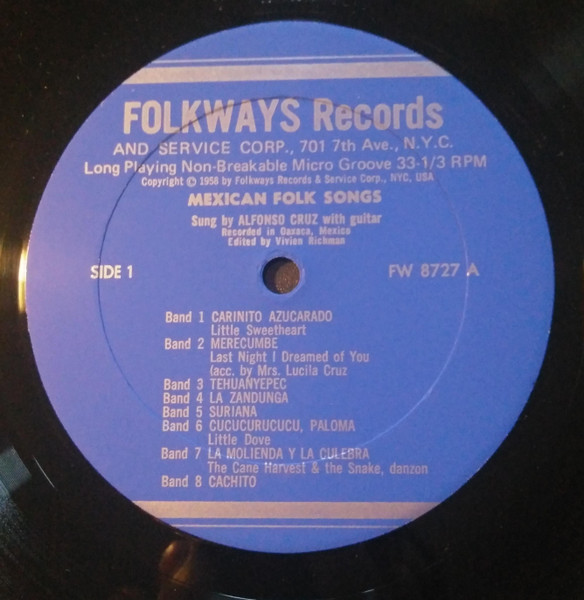 FOLKWAYS Records
AND SERVICE CORP., 701 7th Ave., N.Y.C.
Long Playing Non-Breakable Micro Groove 33-1/3 RPM
Copyright © 1958 by Folkways Records & Service Corp., NYC, USA
MEXICAN FOLK SONGS
Sung by ALFONSO CRUZ with guitar
Recorded in Oaxaca, Mexico
Edited by Vivien Richman
SIDE 1 FW 8727 A
Band 1 CARINITO AZUCARADO
Little Sweetheart
Band 2 MERECUMBE
Last Night I Dreamed of You
(acc. by Mrs. Lucila Cruz
Band 3 TEHUANYEPEC
Band 4 LA ZANDUNGA
Band 5 SURIANA
Band 6 CUCUCURUCUCU, PALOMA
Little Dove
Band 7 LA MOLIENDA Y LA CULEBRA
The Cane Harvest & the Snake, danzon
Band 8 CACHITO